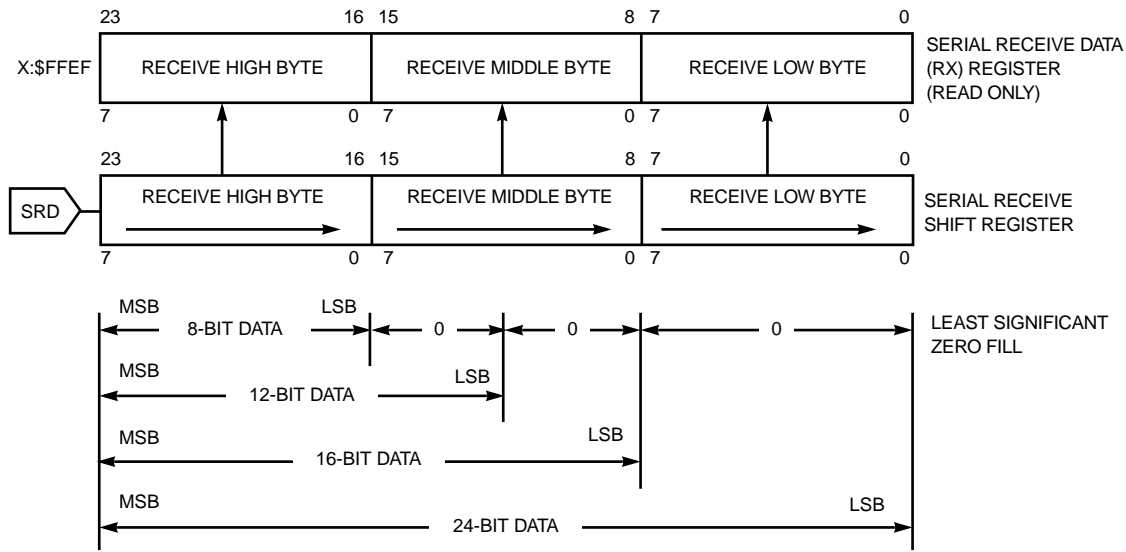 23 16 15 8 7 0
X:$FFEF RECEIVE HIGH BYTE RECEIVE MIDDLE BYTE RECEIVE LOW BYTE SERIAL RECEIVE DATA
(RX) REGISTER
(READ ONLY)
7 0 7 0 7 0
23 16 15 8 7 0
SRD RECEIVE HIGH BYTE RECEIVE MIDDLE BYTE RECEIVE LOW BYTE SERIAL RECEIVE
SHIFT REGISTER
7 0 7 0 7 0
MSB LSB
8-BIT DATA 0 0 0 LEAST SIGNIFICANT
ZERO FILL
MSB LSB
12-BIT DATA
MSB LSB
16-BIT DATA
MSB LSB
24-BIT DATA